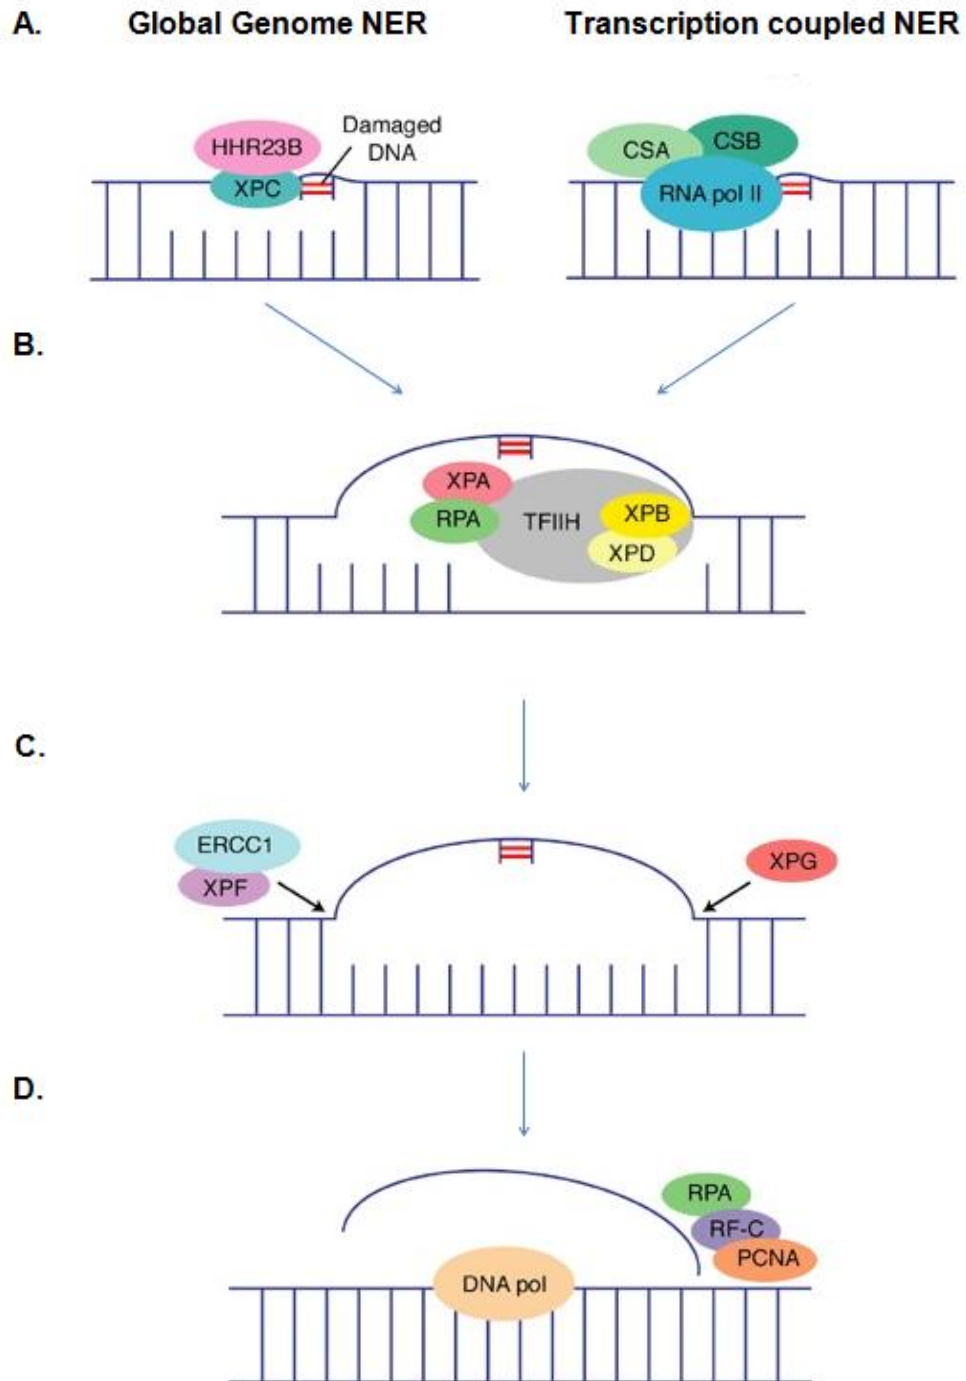 A.
Global Genome NER
Transcription coupled NER
HHR23B
XPC
Damaged
DNA
CSA
CSB
RNA pol II
B.
XPA
RPA
TFIIH
XPB
XPD
C.
ERCC1
XPF
XPG
D.
RPA
RF-C
PCNA
DNA pol